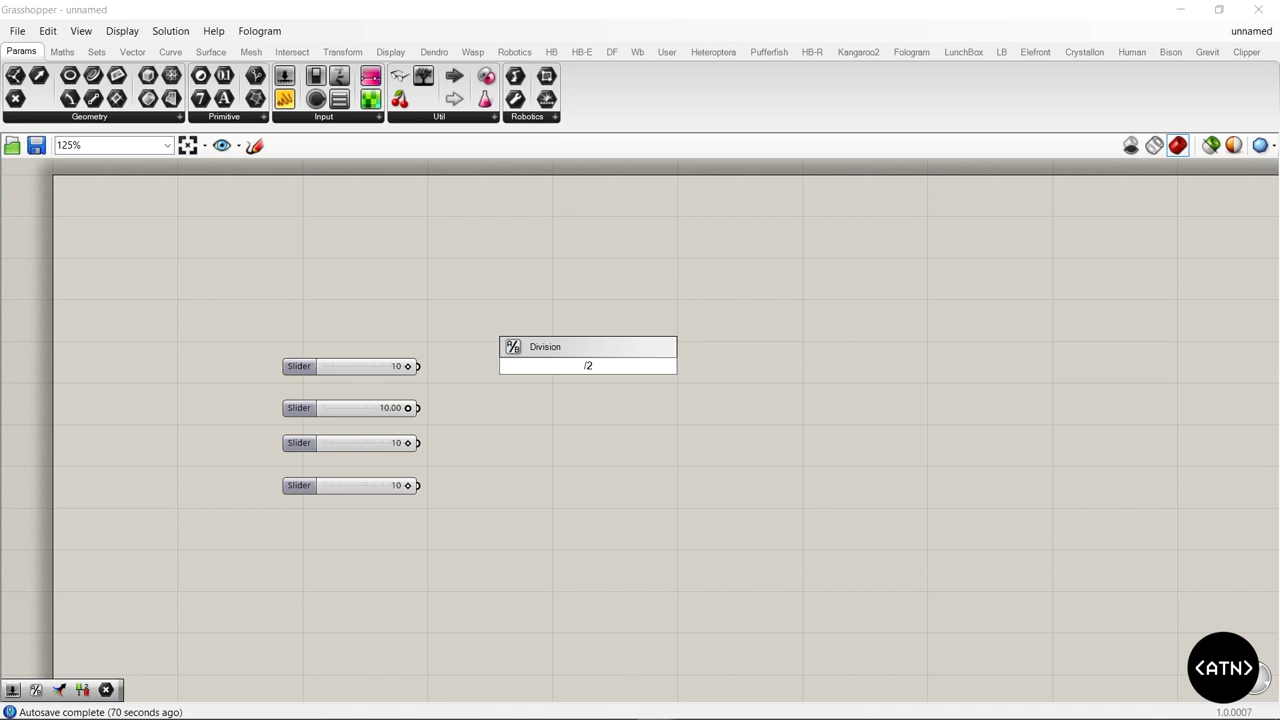 Grasshopper - unnamed
File Edit View Display Solution Help Fologram
unnamed
Params Maths Sets Vector Curve Surface Mesh Intersect Transform Display Dendro Wasp Robotics HB HB-E DF Wb User Heteroptera Pufferfish HB-R Kangaroo2 Fologram LunchBox LB Elefront Crystallon Human Bison Grevit Clipper
Geometry Primitive Input Util Robotics
125%
Division
/2
Slider 10
Slider 10.00
Slider 10
Slider 10
<ATN>
Autosave complete (70 seconds ago)
1.0.0007